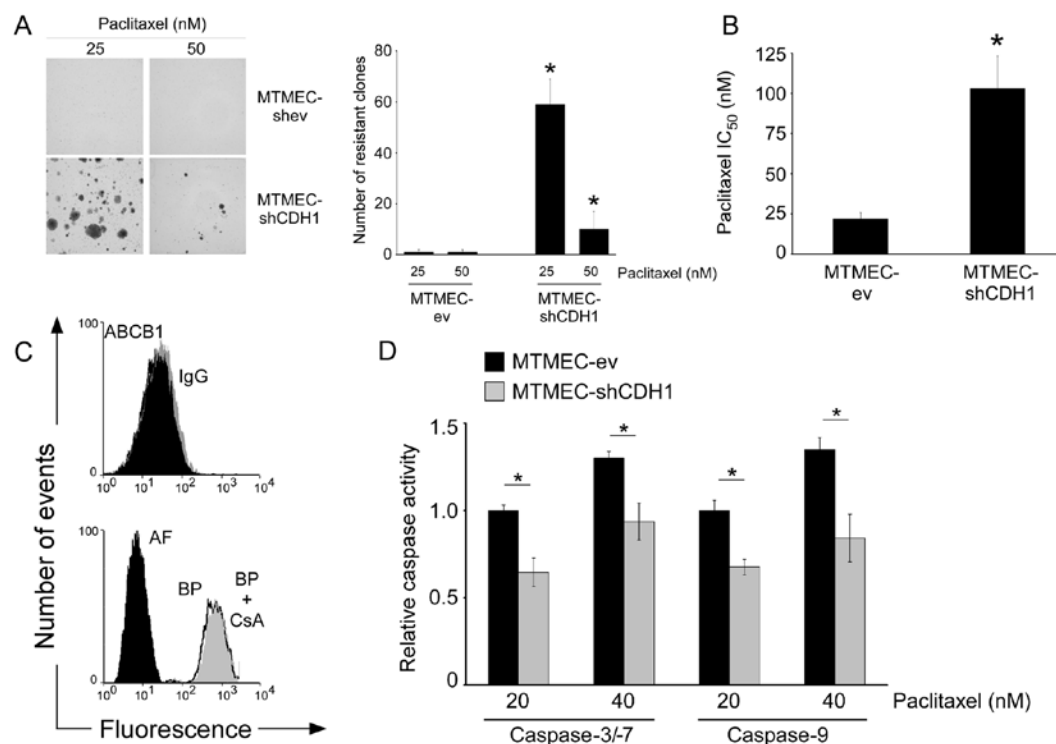 A
Paclitaxel (nM)
25 50
MTMEC-
shev
MTMEC-
shCDH1
Number of resistant clones
80
60
40
20
0
25 50 25 50 Paclitaxel (nM)
MTMEC-
ev
MTMEC-
shCDH1
* *
B
Paclitaxel IC50 (nM)
125
100
75
50
25
0
*
MTMEC-
ev
MTMEC-
shCDH1
C
Number of events
100
ABCB1
IgG
0
10^0 10^1 10^2 10^3 10^4
100
AF
BP
BP
+
CsA
0
10^0 10^1 10^2 10^3 10^4
Fluorescence
D
MTMEC-ev
MTMEC-shCDH1
Relative caspase activity
1.5
1.0
0.5
0
* * * *
20 40 20 40 Paclitaxel (nM)
Caspase-3/-7 Caspase-9